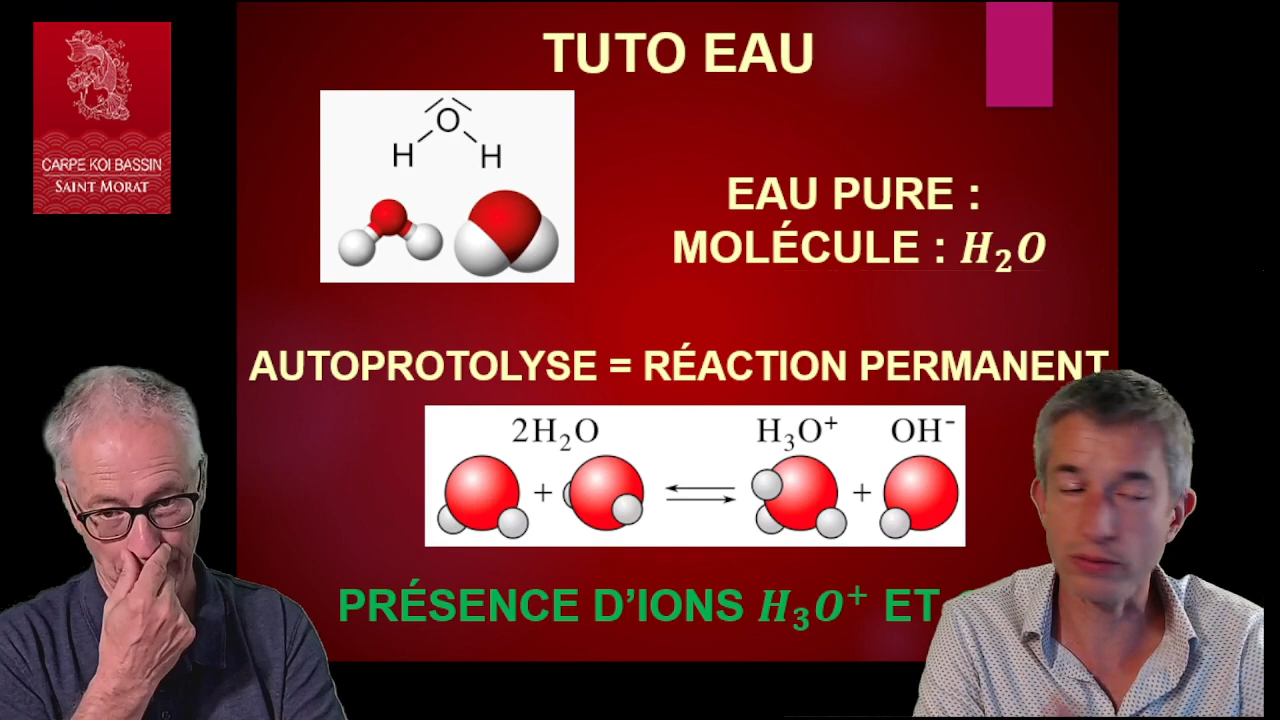 CARPE KOI BASSIN
SAINT MORAT
TUTO EAU
O
H H
EAU PURE :
MOLÉCULE : H₂O
AUTOPROTOLYSE = RÉACTION PERMANENT
2H₂O H₃O⁺ OH⁻
+ ⇌ +
PRÉSENCE D’IONS H₃O⁺ ET